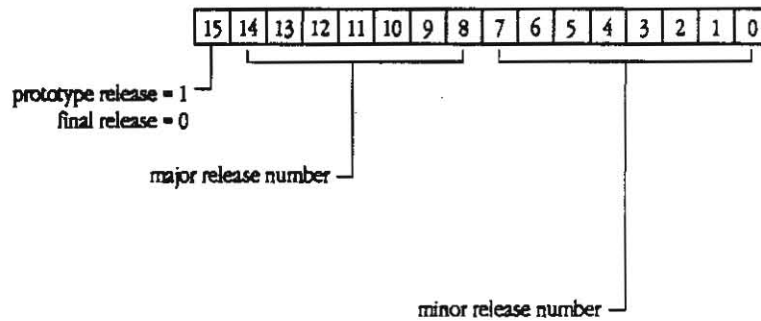 15 14 13 12 11 10 9 8 7 6 5 4 3 2 1 0
prototype release = 1
final release = 0
major release number
minor release number